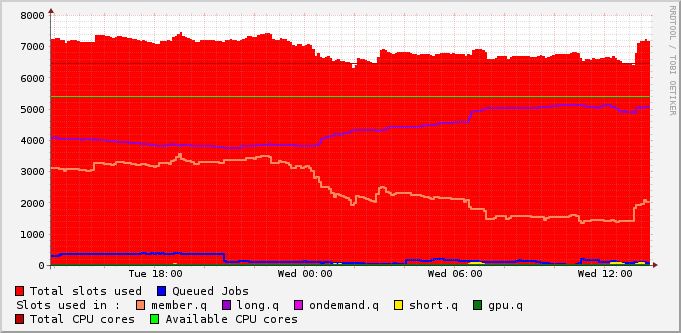 8000
7000
6000
5000
4000
3000
2000
1000
0
Tue 18:00 Wed 00:00 Wed 06:00 Wed 12:00
RRDTOOL / TOBI OETIKER
Total slots used Queued Jobs
Slots used in : member.q long.q ondemand.q short.q gpu.q
Total CPU cores Available CPU cores